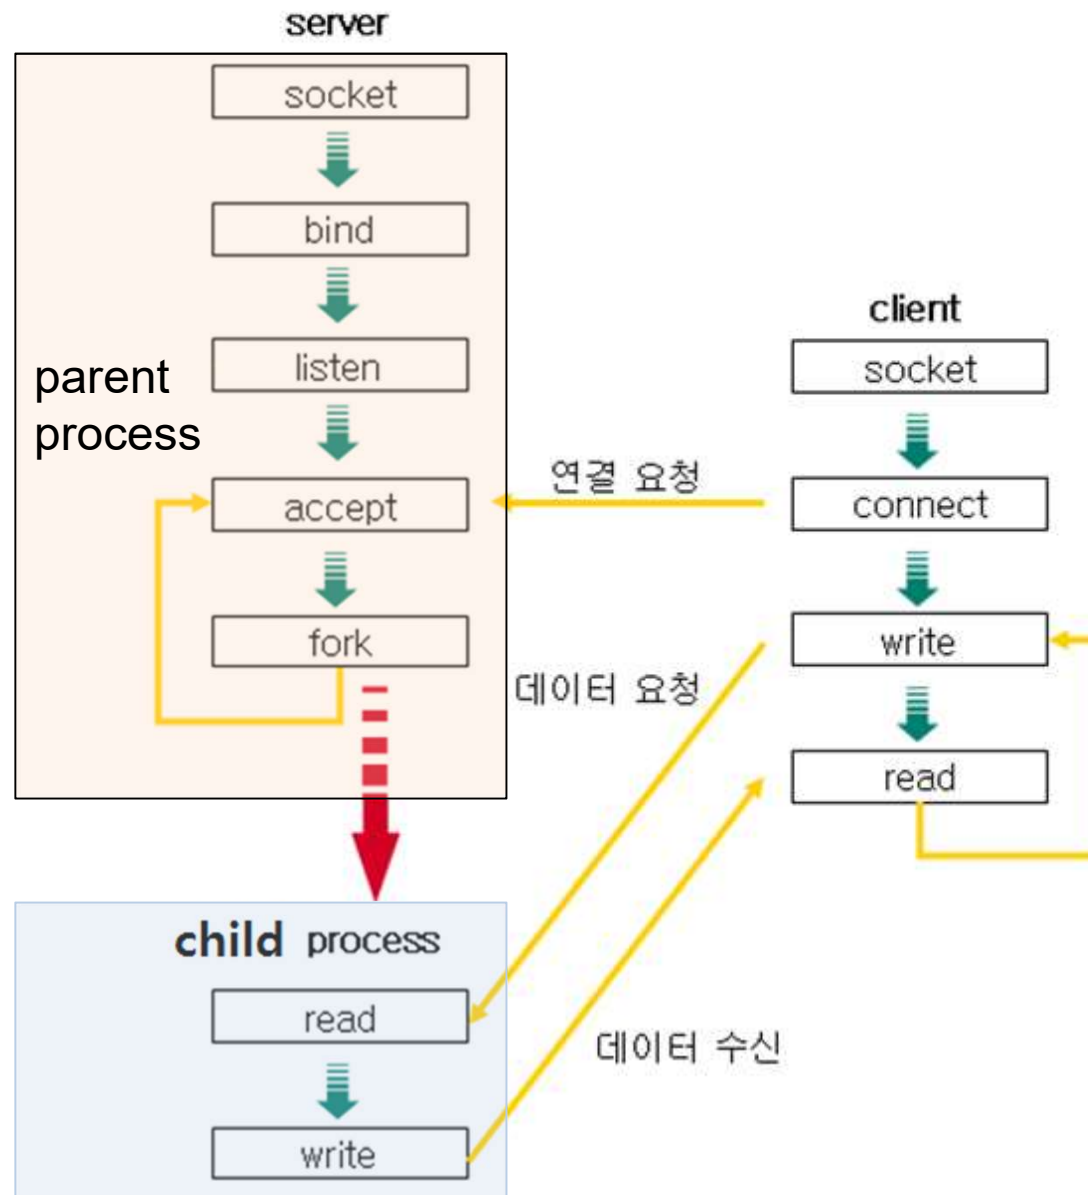 server
socket
bind
listen
parent
process
accept
fork
client
socket
connect
write
read
연결 요청
데이터 요청
데이터 수신
child process
read
write